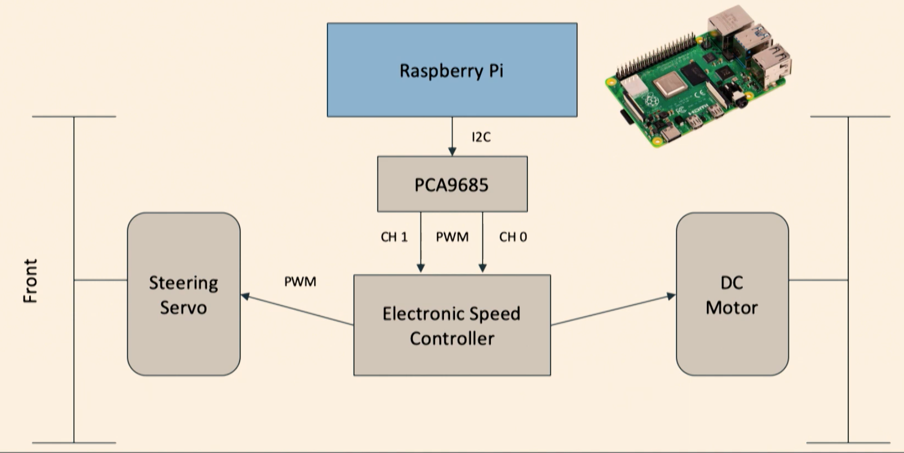 Raspberry Pi
I2C
PCA9685
CH 1 PWM CH 0
Front
Steering
Servo
PWM
Electronic Speed
Controller
DC
Motor